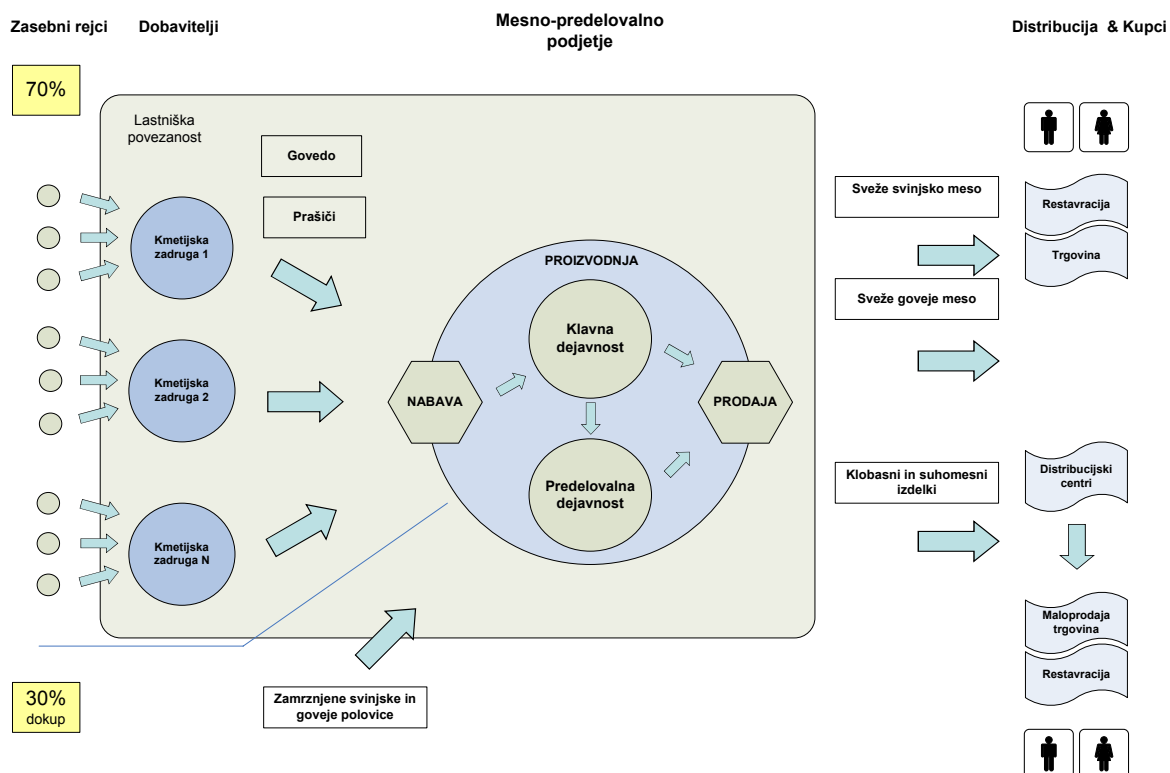 Zasebni rejci
Dobavitelji
Mesno-predelovalno
podjetje
Distribucija & Kupci
70%
Lastniška
povezanost
Govedo
Prašiči
Kmetijska
zadruga 1
Kmetijska
zadruga 2
Kmetijska
zadruga N
PROIZVODNJA
Klavna
dejavnost
NABAVA
PRODAJA
Predelovalna
dejavnost
Sveže svinjsko meso
Sveže goveje meso
Klobasni in suhomesni
izdelki
Restavracija
Trgovina
Distribucijski
centri
Maloprodaja
trgovina
Restavracija
30%
dokup
Zamrznjene svinjske in
goveje polovice